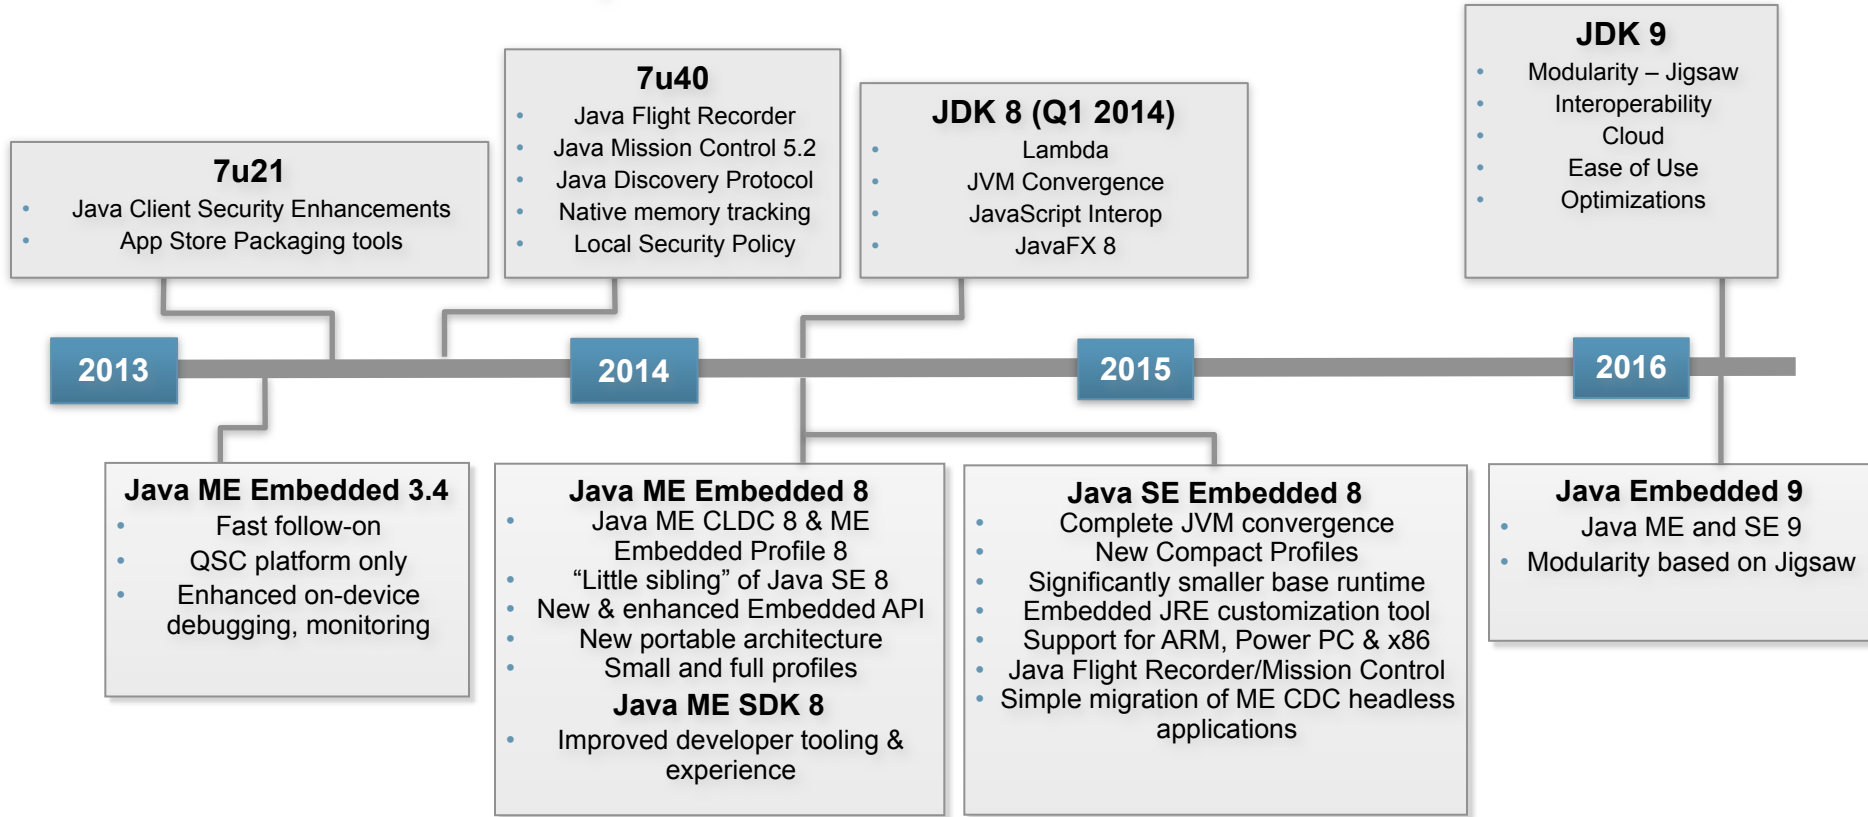 7u21
• Java Client Security Enhancements
• App Store Packaging tools
7u40
• Java Flight Recorder
• Java Mission Control 5.2
• Java Discovery Protocol
• Native memory tracking
• Local Security Policy
JDK 8 (Q1 2014)
• Lambda
• JVM Convergence
• JavaScript Interop
• JavaFX 8
JDK 9
• Modularity – Jigsaw
• Interoperability
• Cloud
• Ease of Use
• Optimizations
2013
2014
2015
2016
Java ME Embedded 3.4
• Fast follow-on
• QSC platform only
• Enhanced on-device
debugging, monitoring
Java ME Embedded 8
• Java ME CLDC 8 & ME
Embedded Profile 8
• “Little sibling” of Java SE 8
• New & enhanced Embedded API
• New portable architecture
• Small and full profiles
Java ME SDK 8
• Improved developer tooling &
experience
Java SE Embedded 8
• Complete JVM convergence
• New Compact Profiles
• Significantly smaller base runtime
• Embedded JRE customization tool
• Support for ARM, Power PC & x86
• Java Flight Recorder/Mission Control
• Simple migration of ME CDC headless
applications
Java Embedded 9
• Java ME and SE 9
• Modularity based on Jigsaw